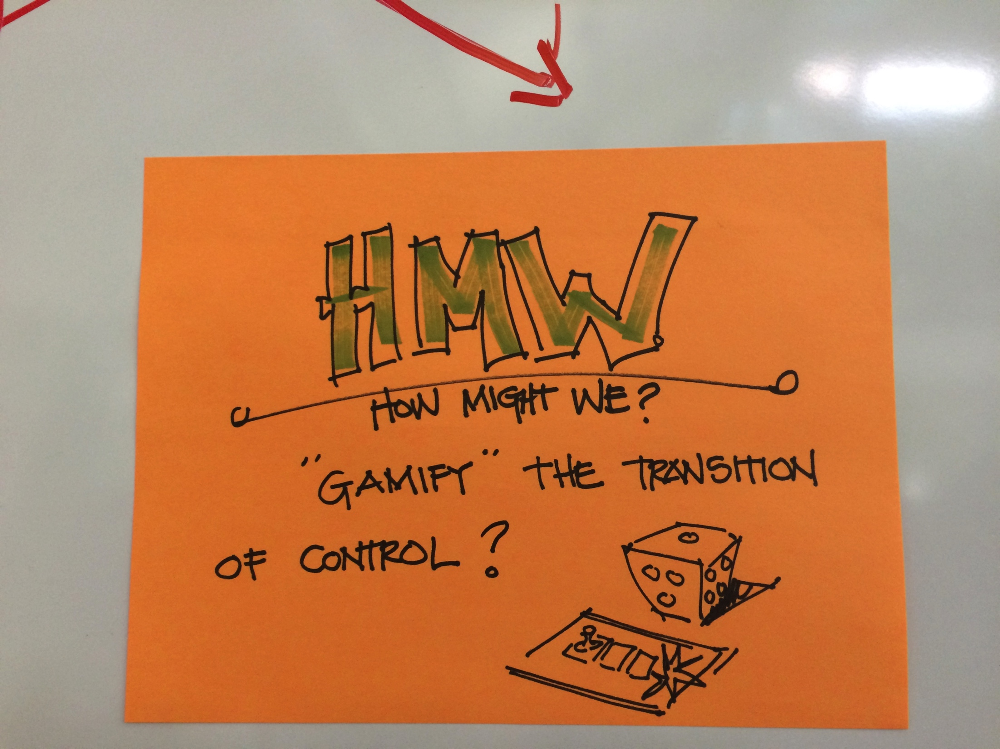 HMW
HOW MIGHT WE?
"GAMIFY" THE TRANSITION
OF CONTROL?